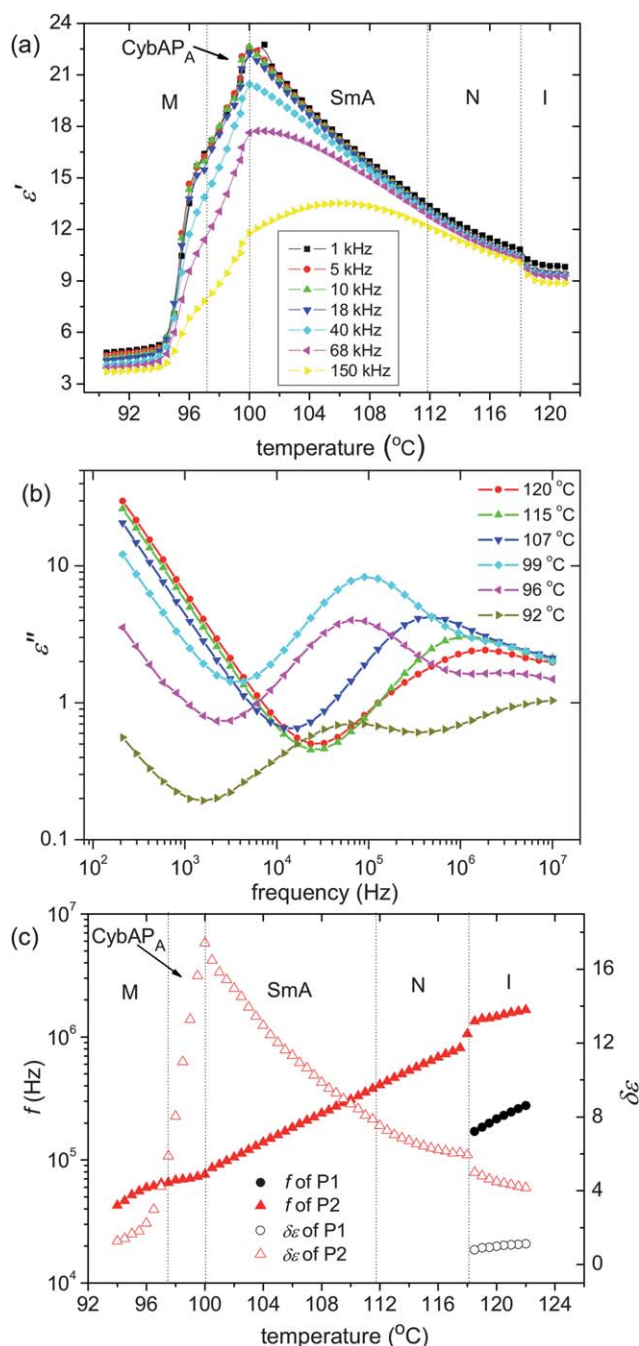 (a)
CybAP_A
M
SmA
N
I
24
21
18
15
12
9
6
3
ε'
1 kHz
5 kHz
10 kHz
18 kHz
40 kHz
68 kHz
150 kHz
92 96 100 104 108 112 116 120
temperature (°C)
(b)
120 °C
115 °C
107 °C
99 °C
96 °C
92 °C
10
1
0.1
ε''
10² 10³ 10⁴ 10⁵ 10⁶ 10⁷
frequency (Hz)
(c)
CybAP_A
M
SmA
N
I
10⁷
10⁶
10⁵
10⁴
f (Hz)
16
12
8
4
0
δε
f of P1
f of P2
δε of P1
δε of P2
92 96 100 104 108 112 116 120 124
temperature (°C)